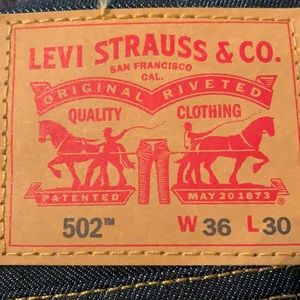 LEVI STRAUSS & CO.
SAN FRANCISCO
CAL.
ORIGINAL RIVETED
QUALITY CLOTHING
PATENTED MAY 20 1873 ®
502™ W 36 L 30